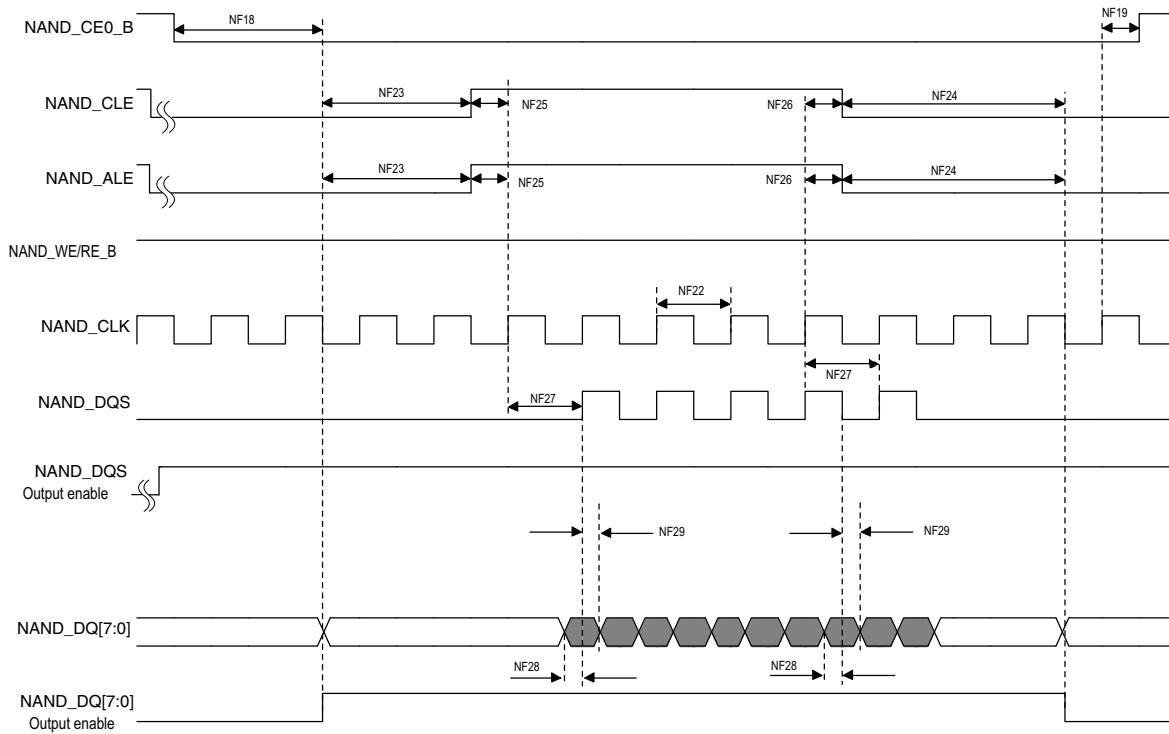 NAND_CE0_B
NF18
NF19
NAND_CLE
NF23
NF25
NF26
NF24
NAND_ALE
NF23
NF25
NF26
NF24
NAND_WE/RE_B
NF22
NAND_CLK
NF27
NAND_DQS
NF27
NAND_DQS
Output enable
NF29
NF29
NAND_DQ[7:0]
NF28
NF28
NAND_DQ[7:0]
Output enable